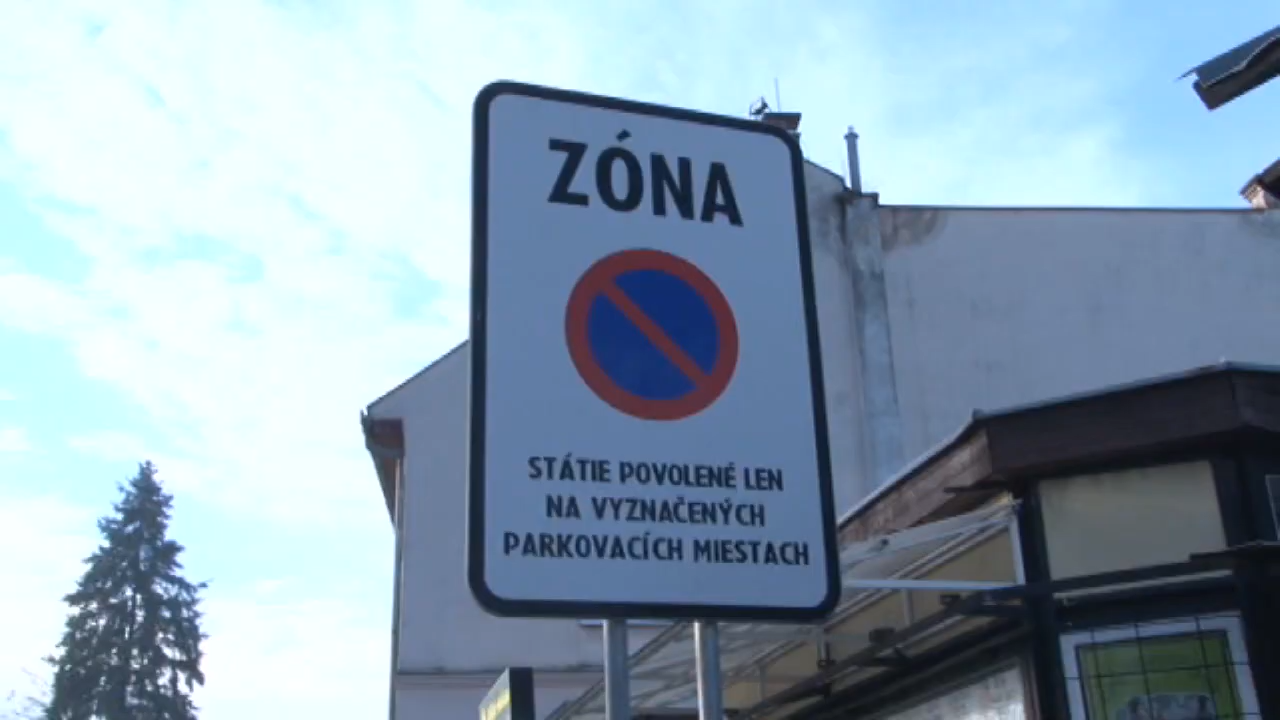 ZÓNA
STÁTIE POVOLENÉ LEN
NA VYZNAČENÝCH
PARKOVACÍCH MIESTACH